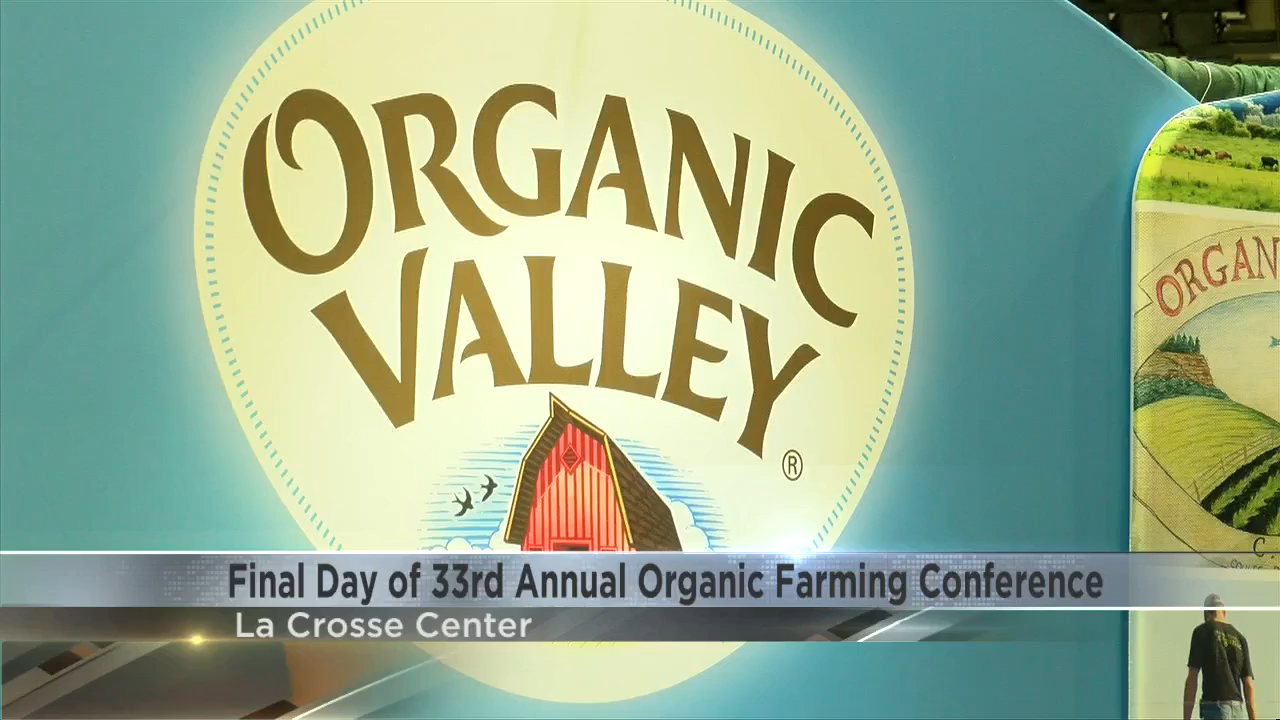 ORGANIC
VALLEY
®
ORGAN
Final Day of 33rd Annual Organic Farming Conference
La Crosse Center